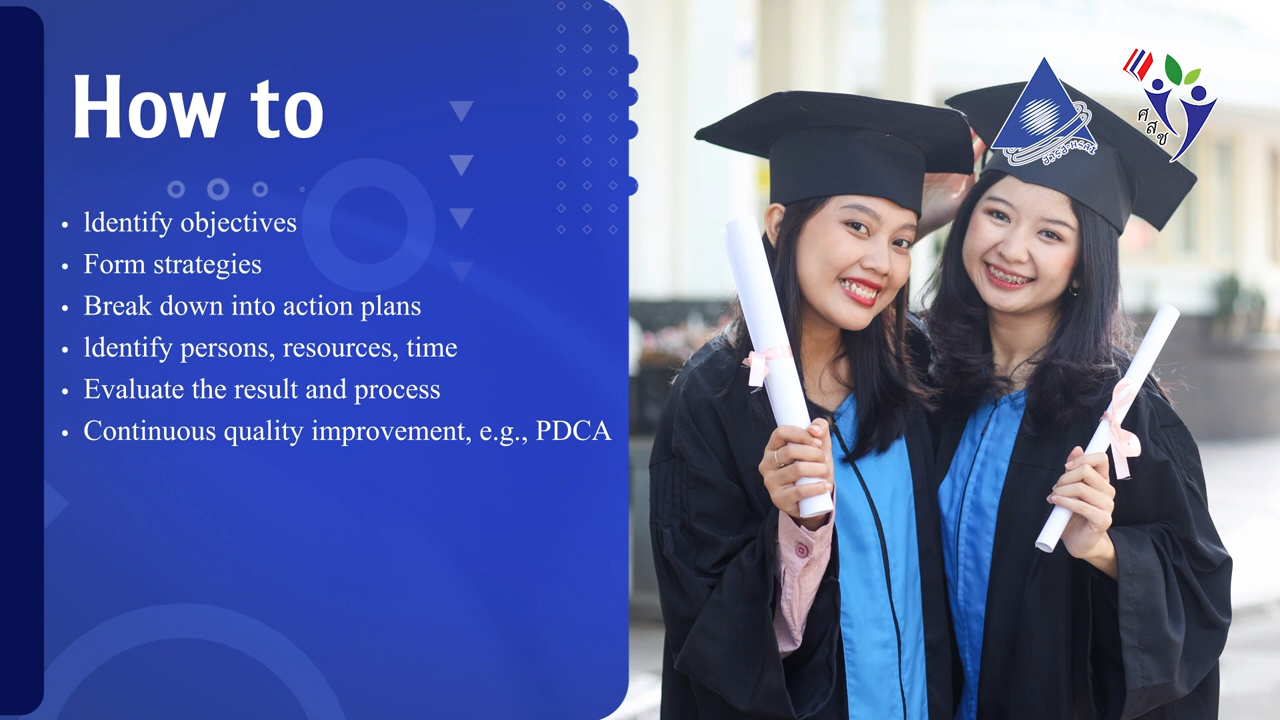 How to
• Identify objectives
• Form strategies
• Break down into action plans
• Identify persons, resources, time
• Evaluate the result and process
• Continuous quality improvement, e.g., PDCA
ศ
ส
ช